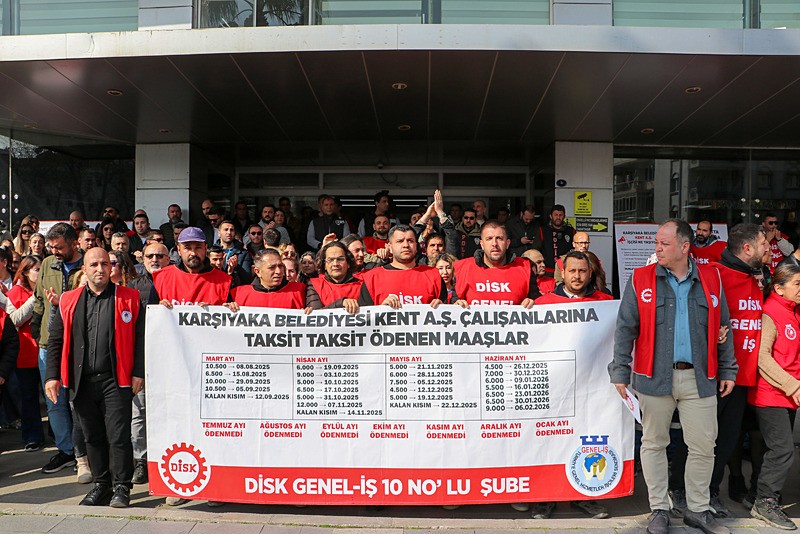 KARŞIYAKA BELEDİYESİ KENT A.Ş. ÇALIŞANLARINA
TAKSİT TAKSİT ÖDENEN MAAŞLAR
MART AYI
10.500 → 08.08.2025
6.500 → 15.08.2025
10.000 → 29.09.2025
10.500 → 05.09.2025
KALAN KISIM → 12.09.2025
NİSAN AYI
6.000 → 19.09.2025
9.000 → 03.10.2025
5.000 → 10.10.2025
6.500 → 17.10.2025
5.000 → 31.10.2025
12.000 → 07.11.2025
KALAN KISIM → 14.11.2025
MAYIS AYI
5.000 → 21.11.2025
6.000 → 28.11.2025
7.500 → 05.12.2025
4.500 → 12.12.2025
5.000 → 19.12.2025
KALAN KISIM → 22.12.2025
HAZİRAN AYI
4.500 → 26.12.2025
7.000 → 30.12.2025
6.000 → 09.01.2026
5.500 → 16.01.2026
6.500 → 23.01.2026
6.500 → 30.01.2026
9.000 → 06.02.2026
TEMMUZ AYI
ÖDENMEDİ
AĞUSTOS AYI
ÖDENMEDİ
EYLÜL AYI
ÖDENMEDİ
EKİM AYI
ÖDENMEDİ
KASIM AYI
ÖDENMEDİ
ARALIK AYI
ÖDENMEDİ
OCAK AYI
ÖDENMEDİ
DİSK
GENEL-İŞ
DİSK GENEL-İŞ 10 NO'LU ŞUBE
DİSK
DİSK
DİSK
GENEL
DİSK
GENEL